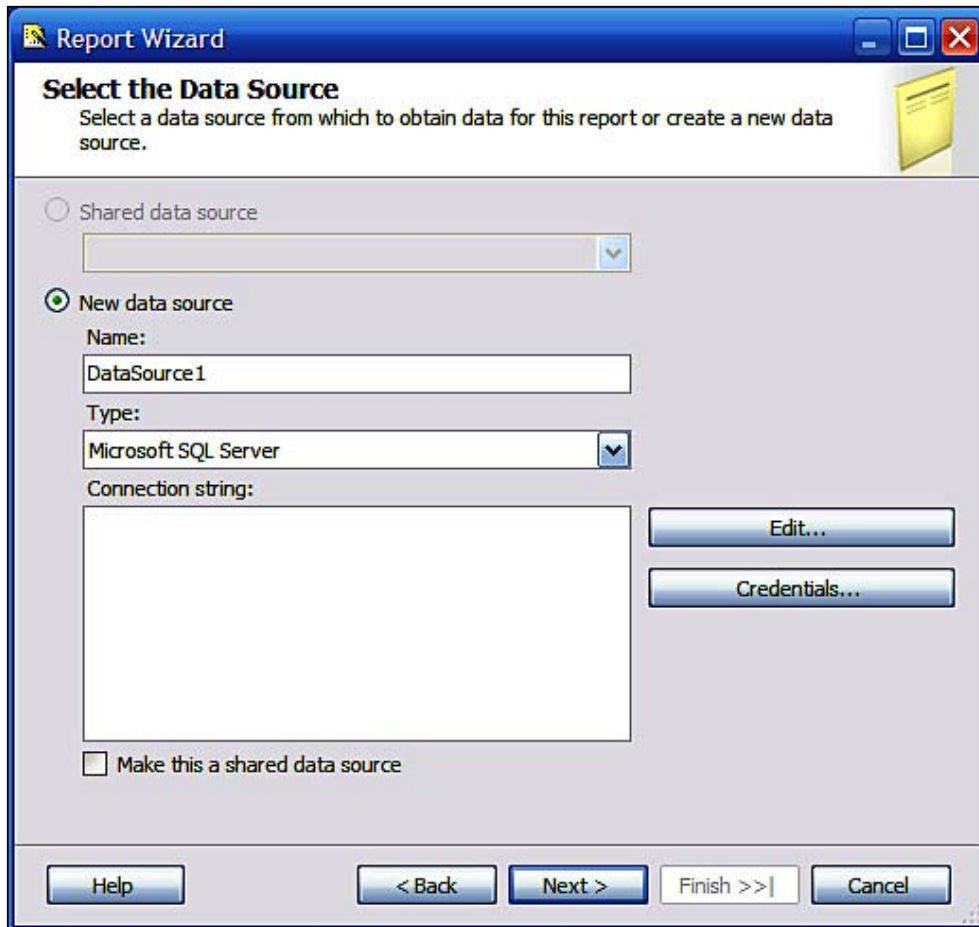 Report Wizard
Select the Data Source
Select a data source from which to obtain data for this report or create a new data
source.
Shared data source
New data source
Name:
DataSource1
Type:
Microsoft SQL Server
Connection string:
Edit...
Credentials...
Make this a shared data source
Help
< Back
Next >
Finish >>|
Cancel